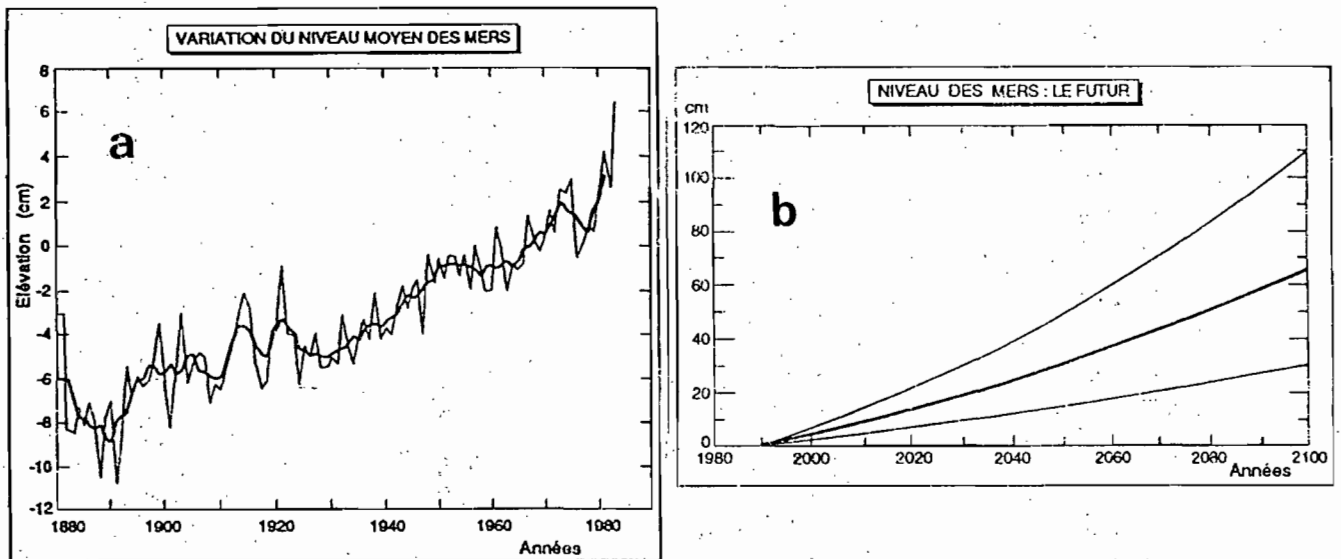 VARIATION DU NIVEAU MOYEN DES MERS
8
6
4
2
0
-2
-4
-6
-8
-10
-12
Elévation (cm)
a
1880 1900 1920 1940 1960 1980
Années
NIVEAU DES MERS : LE FUTUR
cm
120
100
80
60
40
20
0
b
1980 2000 2020 2040 2060 2080 2100
Années